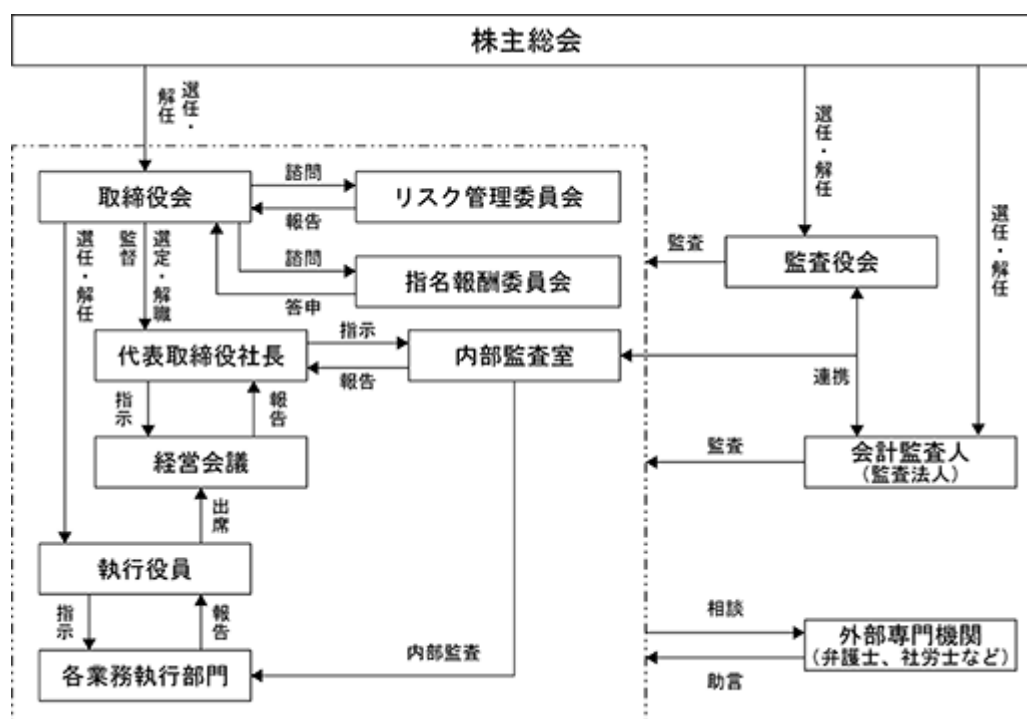 株主総会
選任・
解任
選任・解任
選任・解任
取締役会
諮問
報告
リスク管理委員会
選任・解任
監督
選定・解職
諮問
答申
指名報酬委員会
監査
監査役会
代表取締役社長
指示
報告
内部監査室
連携
指示
報告
経営会議
監査
会計監査人
(監査法人)
出席
執行役員
指示
報告
相談
助言
外部専門機関
(弁護士、社労士など)
内部監査
各業務執行部門